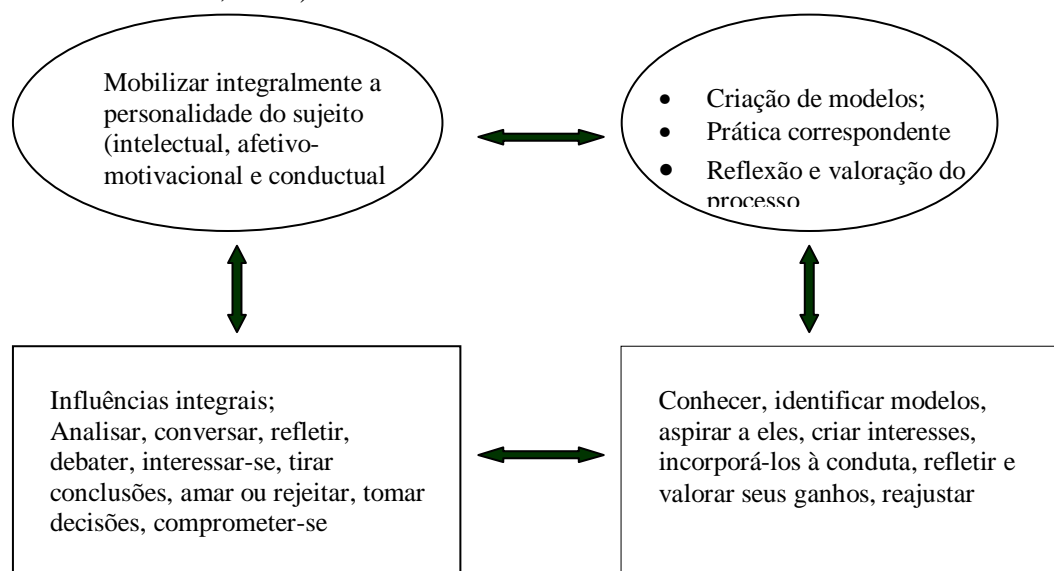 Mobilizar integralmente a
personalidade do sujeito
(intelectual, afetivo-
motivacional e conductual
• Criação de modelos;
• Prática correspondente
• Reflexão e valoração do
processo
Influências integrais;
Analisar, conversar, refletir,
debater, interessar-se, tirar
conclusões, amar ou rejeitar, tomar
decisões, comprometer-se
Conhecer, identificar modelos,
aspirar a eles, criar interesses,
incorporá-los à conduta, refletir e
valorar seus ganhos, reajustar